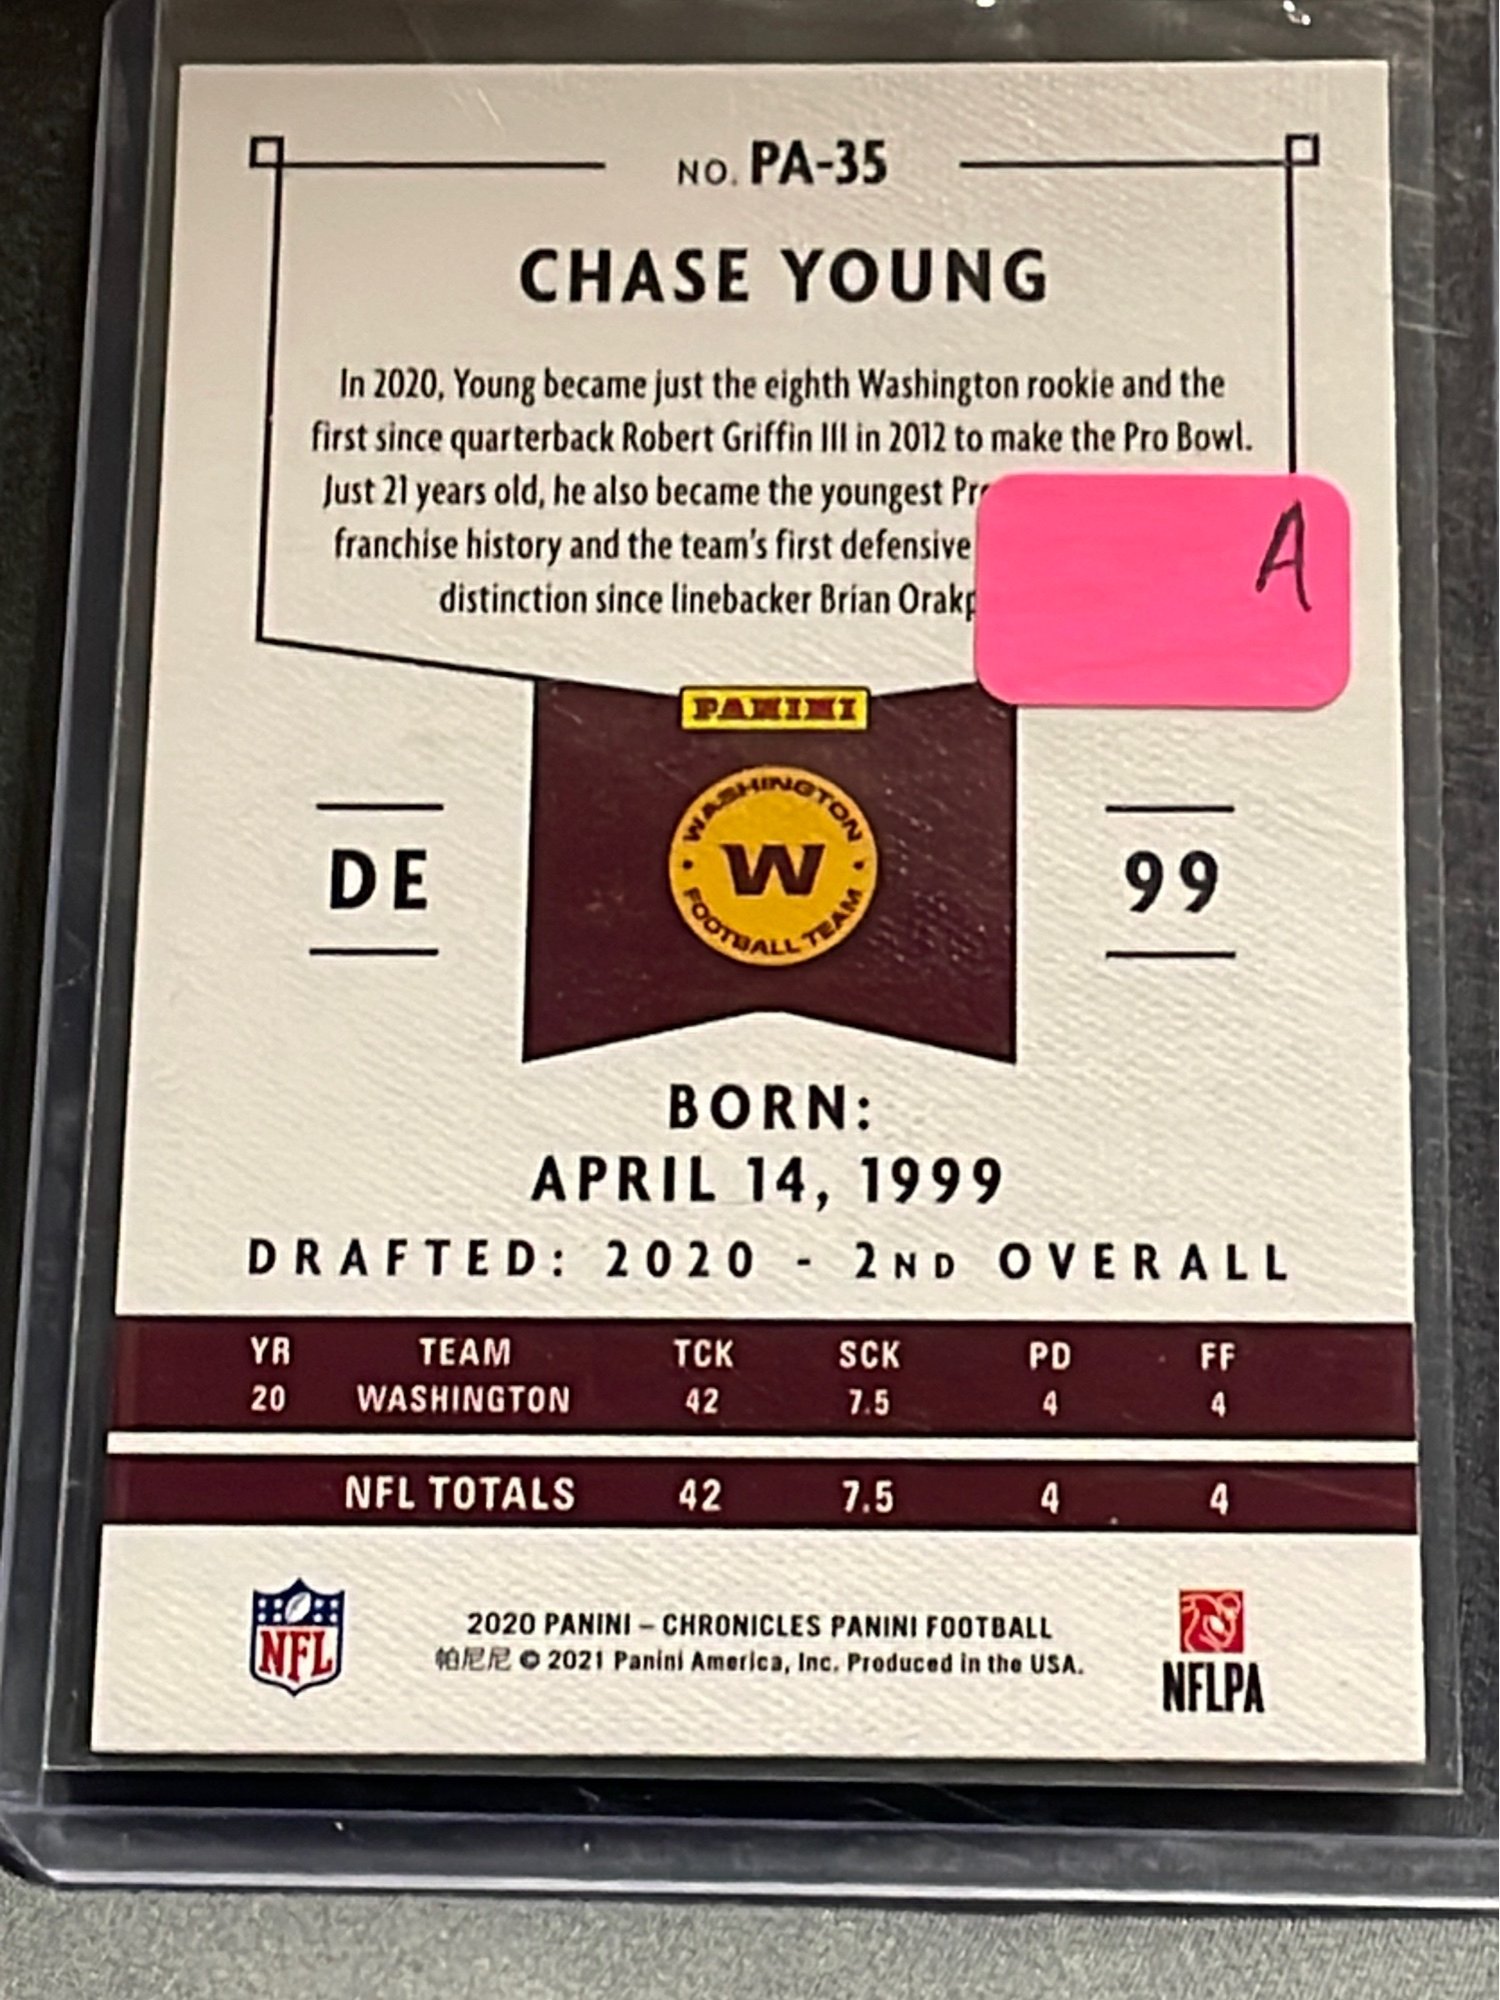 NO. PA-35
CHASE YOUNG
In 2020, Young became just the eighth Washington rookie and the
first since quarterback Robert Griffin III in 2012 to make the Pro Bowl.
Just 21 years old, he also became the youngest
franchise history and the team's first defensive
distinction since linebacker Brian
A
PANINI
WASHINGTON
W
FOOTBALL TEAM
DE
99
BORN:
APRIL 14, 1999
DRAFTED: 2020 - 2ND OVERALL
YR TEAM TCK SCK PD FF
20 WASHINGTON 42 7.5 4 4
NFL TOTALS 42 7.5 4 4
NFL
2020 PANINI – CHRONICLES PANINI FOOTBALL
帕尼尼 © 2021 Panini America, Inc. Produced in the USA.
NFLPA